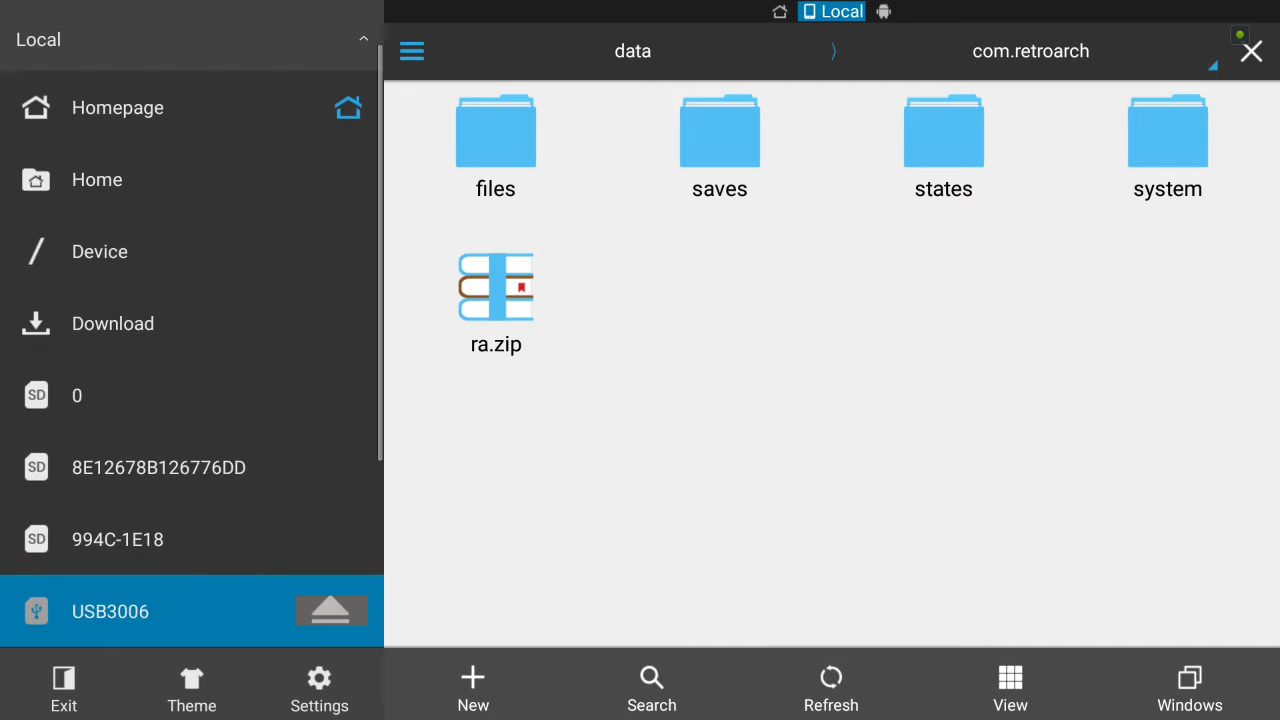 Local
Homepage
Home
Device
Download
SD 0
SD 8E12678B126776DD
SD 994C-1E18
USB3006
Exit Theme Settings
Local
data com.retroarch
files saves states system
ra.zip
New Search Refresh View Windows